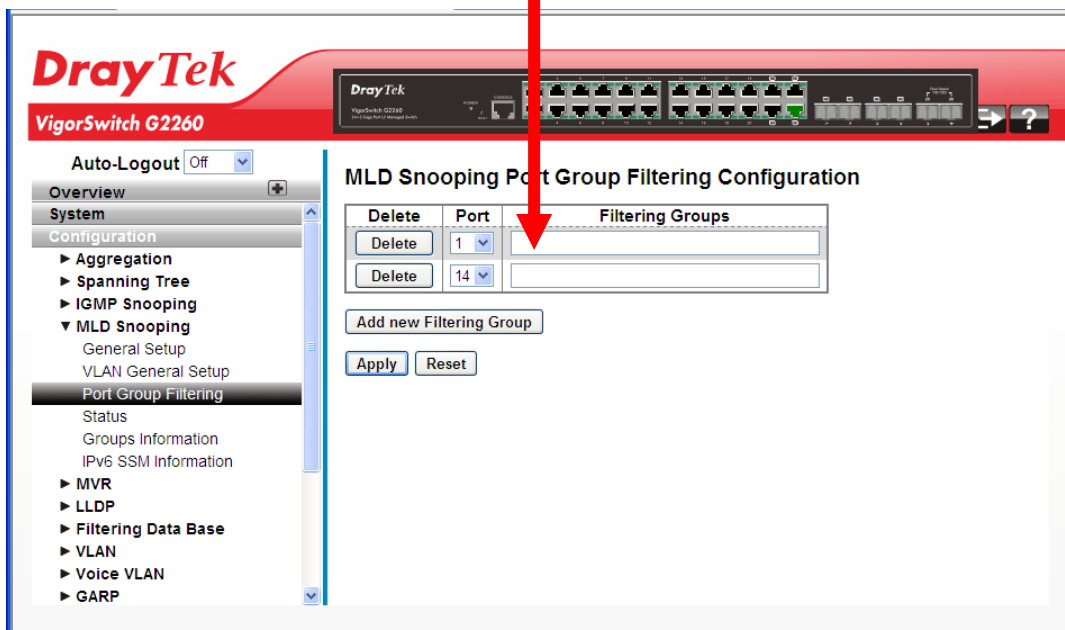 DrayTek
VigorSwitch G2260
DrayTek
VigorSwitch G2260
?
Auto-Logout Off
Overview
System
Configuration
Aggregation
Spanning Tree
IGMP Snooping
MLD Snooping
General Setup
VLAN General Setup
Port Group Filtering
Status
Groups Information
IPv6 SSM Information
MVR
LLDP
Filtering Data Base
VLAN
Voice VLAN
GARP
MLD Snooping Port Group Filtering Configuration
Delete Port Filtering Groups
Delete 1
Delete 14
Add new Filtering Group
Apply Reset